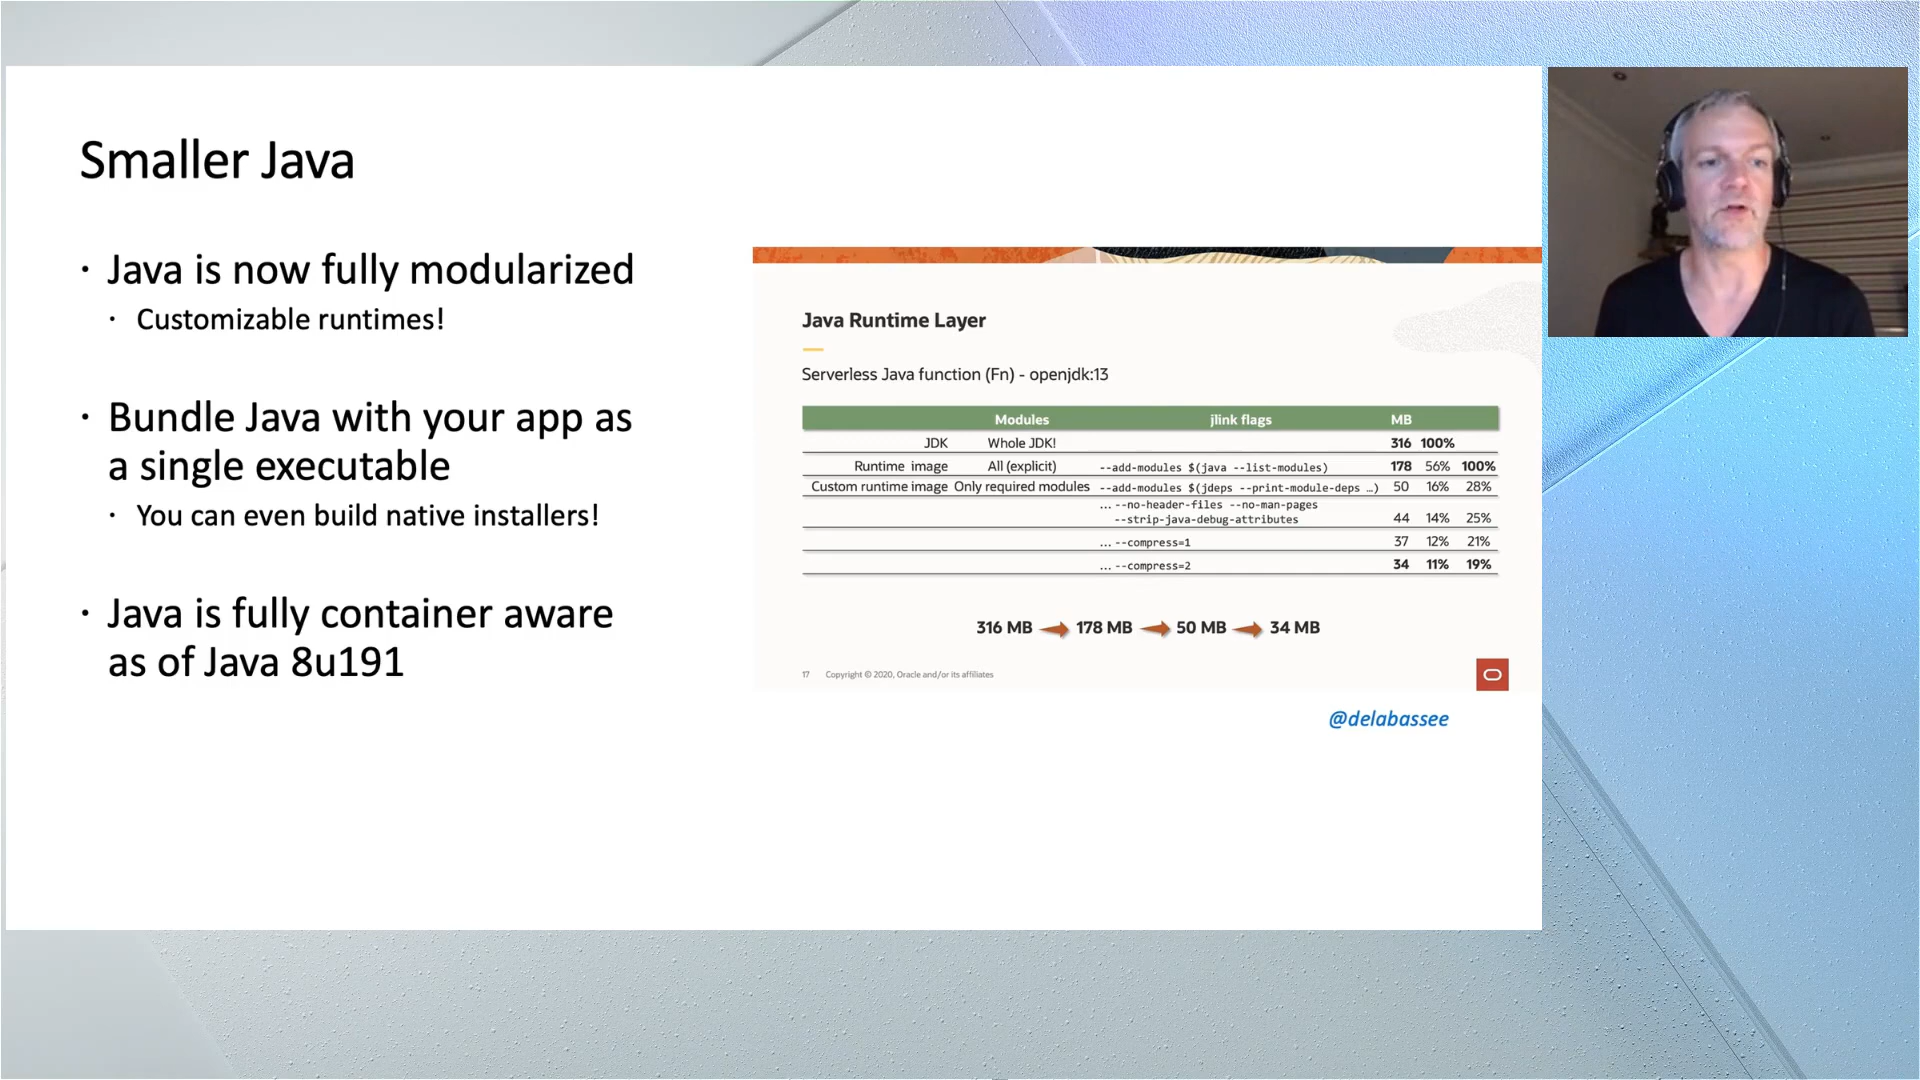 Smaller Java
· Java is now fully modularized
· Customizable runtimes!
· Bundle Java with your app as
a single executable
· You can even build native installers!
· Java is fully container aware
as of Java 8u191
Java Runtime Layer
Serverless Java function (Fn) - openjdk:13
Modules jlink flags MB
JDK Whole JDK! 316 100%
Runtime image All (explicit) --add-modules $(java --list-modules) 178 56% 100%
Custom runtime image Only required modules --add-modules $(jdeps --print-module-deps …) 50 16% 28%
... --no-header-files --no-man-pages
--strip-java-debug-attributes 44 14% 25%
... --compress=1 37 12% 21%
... --compress=2 34 11% 19%
316 MB 178 MB 50 MB 34 MB
17 Copyright © 2020, Oracle and/or its affiliates
@delabassee